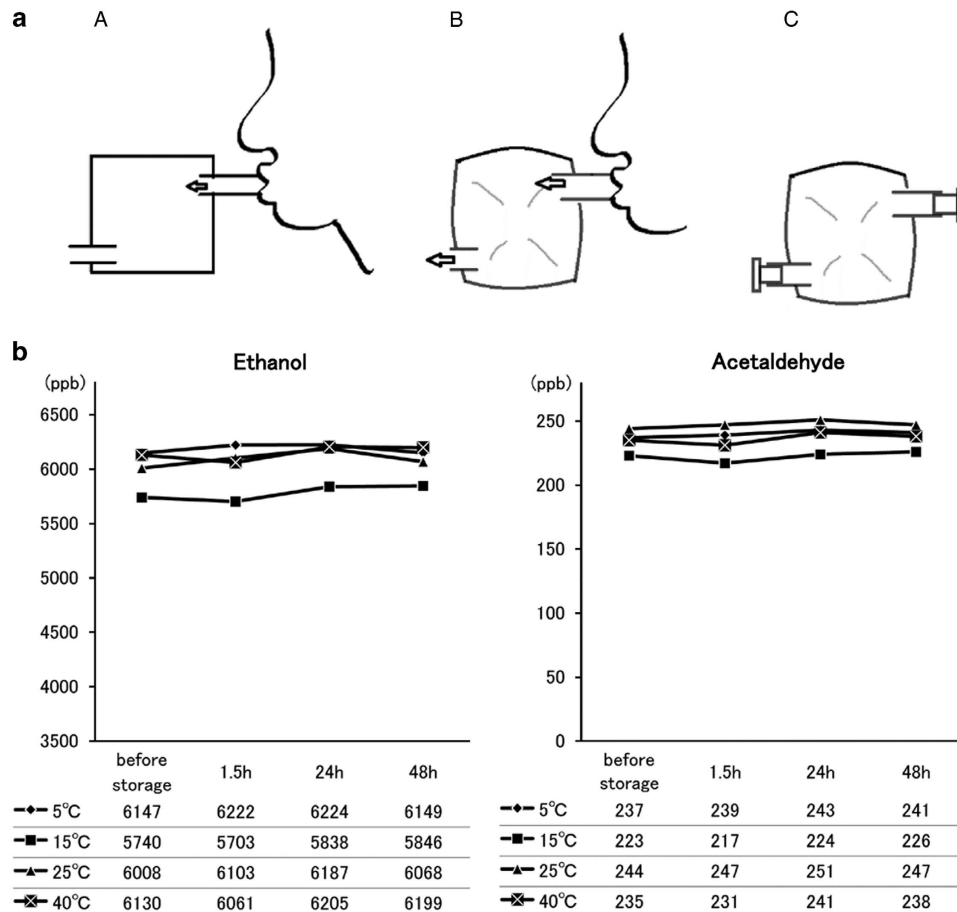 a A B C
b
Ethanol
(ppb)
6500
6000
5500
5000
4500
4000
3500
before storage 1.5h 24h 48h
5℃ 6147 6222 6224 6149
15℃ 5740 5703 5838 5846
25℃ 6008 6103 6187 6068
40℃ 6130 6061 6205 6199
Acetaldehyde
(ppb)
250
200
150
100
50
0
before storage 1.5h 24h 48h
5℃ 237 239 243 241
15℃ 223 217 224 226
25℃ 244 247 251 247
40℃ 235 231 241 238